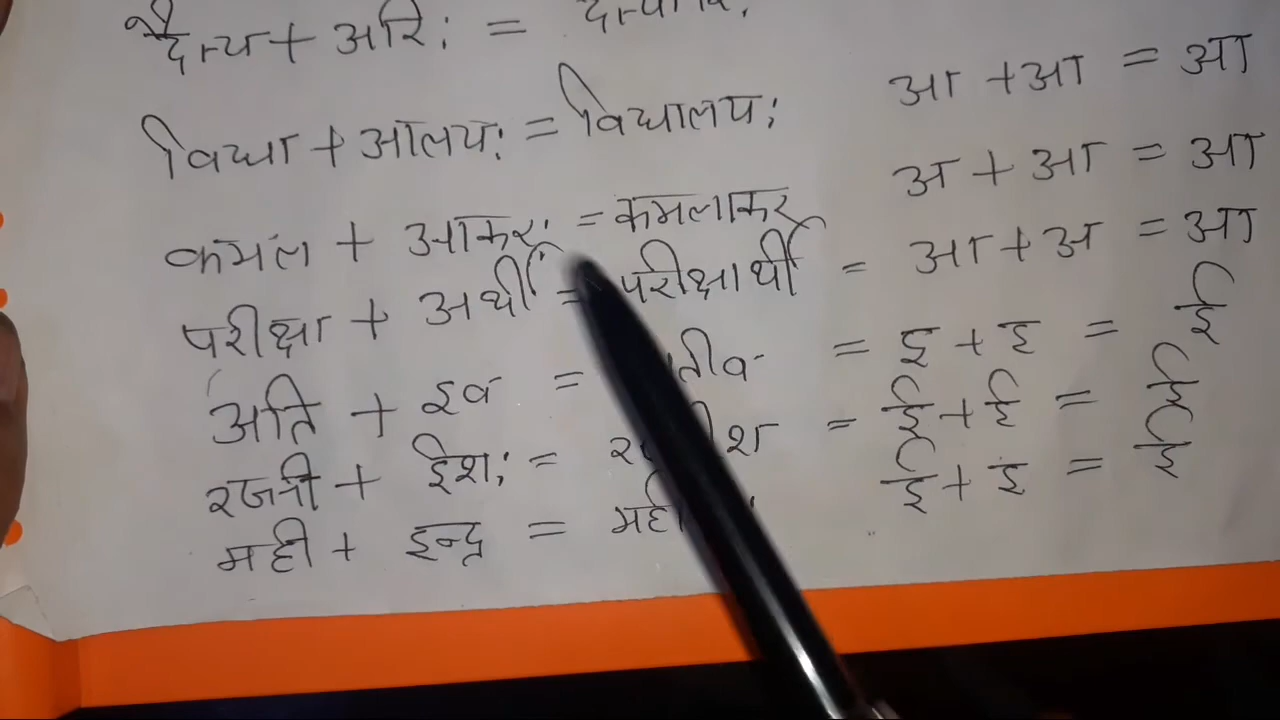 दैत्य + अरि: =
विद्या + आलय: = विद्यालय: आ + आ = आ
कमल + आकर: = कमलाकर अ + आ = आ
परीक्षा + अर्थी = परीक्षार्थी = आ + अ = आ
अति + इव = = इ + इ = ई
रजनी + ईश: = = ई + ई = ई
मही + इन्द्र = = ई + इ = ई